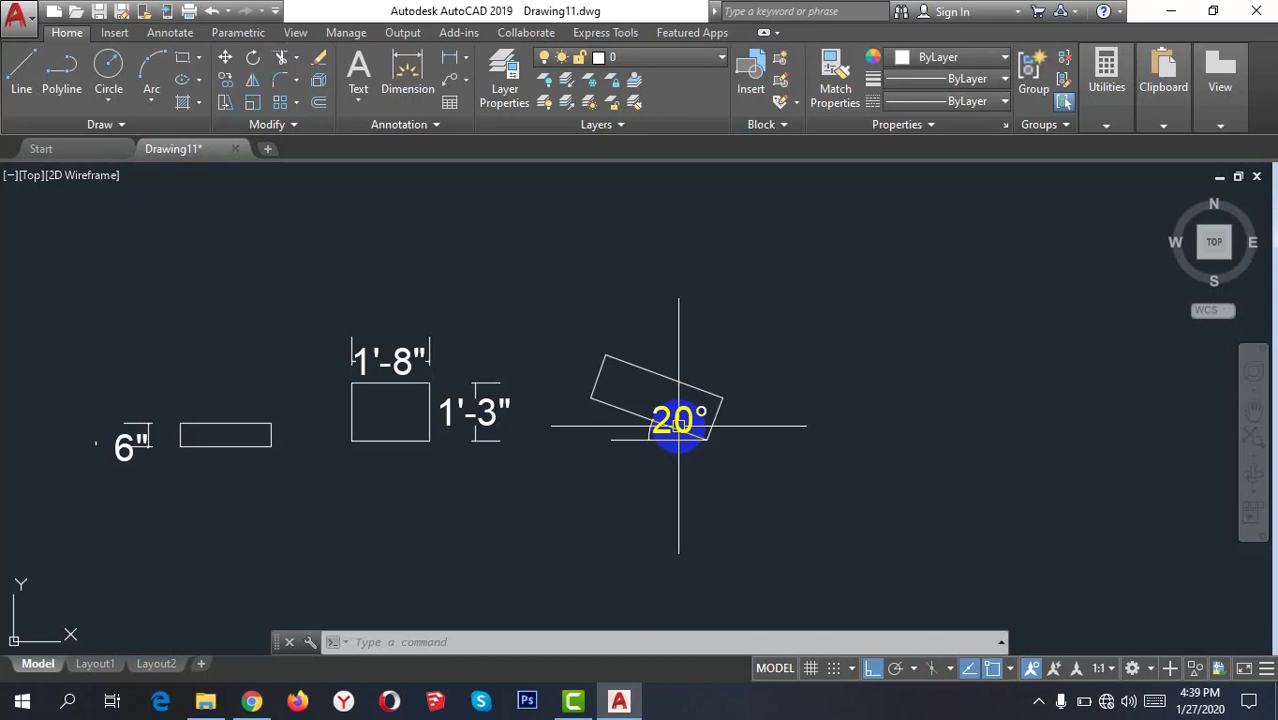 Autodesk AutoCAD 2019 Drawing11.dwg
Type a keyword or phrase
Sign In
Home Insert Annotate Parametric View Manage Output Add-ins Collaborate Express Tools Featured Apps
Line
Polyline
Circle
Arc
Text
Dimension
Layer
Properties
0
Insert
Match
Properties
ByLayer
ByLayer
ByLayer
Group
Utilities
Clipboard
View
Draw
Modify
Annotation
Layers
Block
Properties
Groups
Start
Drawing11*
[−][Top][2D Wireframe]
N
W
TOP
E
S
WCS
1'-8"
1'-3"
6"
20°
Y
X
Type a command
Model
Layout1
Layout2
MODEL
1:1
Ps
4:39 PM
1/27/2020